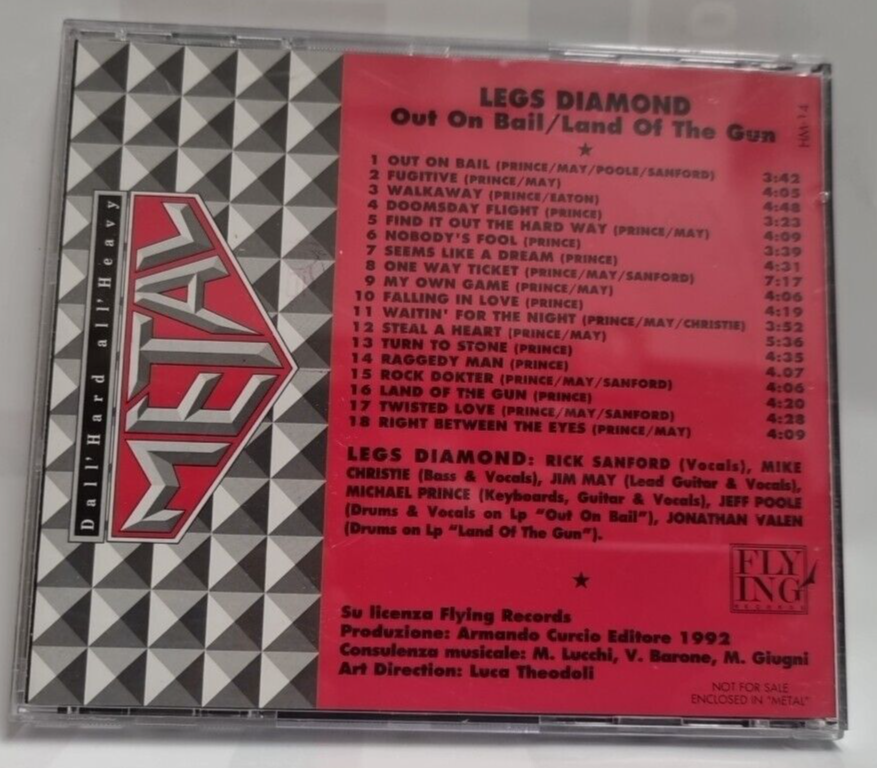 LEGS DIAMOND
Out On Bail/Land Of The Gun
1 OUT ON BAIL (PRINCE/MAY/POOLE/SANFORD) 3:42
2 FUGITIVE (PRINCE/MAY) 4:05
3 WALKAWAY (PRINCE/EATON) 4:48
4 DOOMSDAY FLIGHT (PRINCE) 3:23
5 FIND IT OUT THE HARD WAY (PRINCE/MAY) 4:09
6 NOBODY'S FOOL (PRINCE) 3:39
7 SEEMS LIKE A DREAM (PRINCE) 4:31
8 ONE WAY TICKET (PRINCE/MAY/SANFORD) 7:17
9 MY OWN GAME (PRINCE/MAY) 4:06
10 FALLING IN LOVE (PRINCE) 4:19
11 WAITIN' FOR THE NIGHT (PRINCE/MAY/CHRISTIE) 3:52
12 STEAL A HEART (PRINCE/MAY) 5:36
13 TURN TO STONE (PRINCE) 4:35
14 RAGGEDY MAN (PRINCE) 4.07
15 ROCK DOKTER (PRINCE/MAY/SANFORD) 4:06
16 LAND OF THE GUN (PRINCE) 4:20
17 TWISTED LOVE (PRINCE/MAY/SANFORD) 4:28
18 RIGHT BETWEEN THE EYES (PRINCE/MAY) 4:09
LEGS DIAMOND: RICK SANFORD (Vocals), MIKE
CHRISTIE (Bass & Vocals), JIM MAY (Lead Guitar & Vocals),
MICHAEL PRINCE (Keyboards, Guitar & Vocals), JEFF POOLE
(Drums & Vocals on Lp "Out On Bail"), JONATHAN VALEN
(Drums on Lp "Land Of The Gun").
FLY
ING
RECORDS
Su licenza Flying Records
Produzione: Armando Curcio Editore 1992
Consulenza musicale: M. Lucchi, V. Barone, M. Giugni
Art Direction: Luca Theodoli
NOT FOR SALE
ENCLOSED IN "METAL"
Dall'Hard all'Heavy
METAL